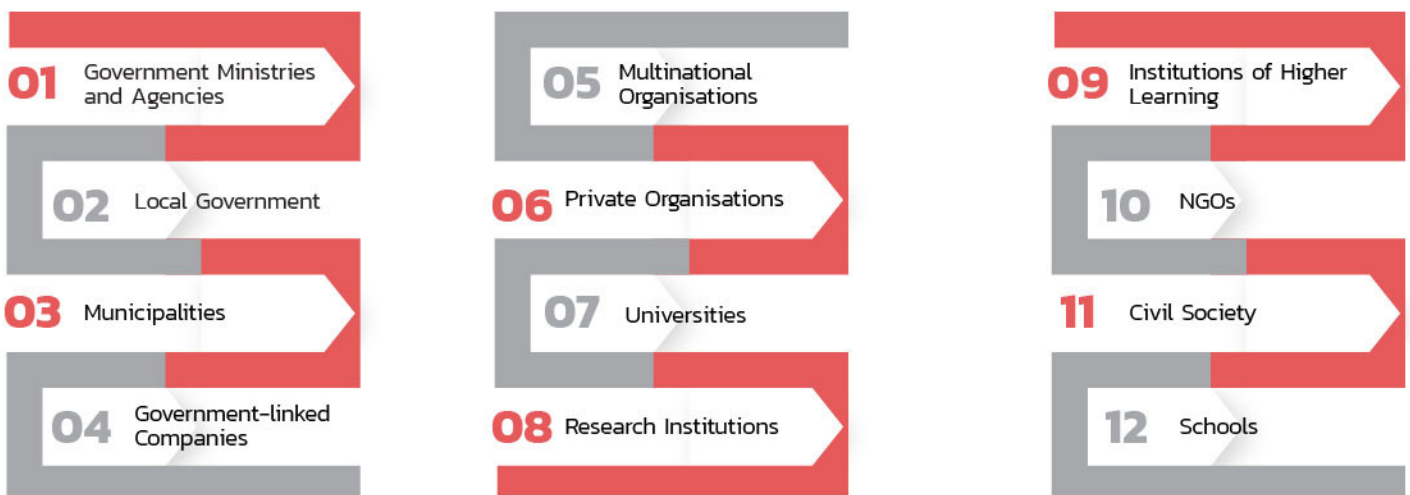 01 Government Ministries
and Agencies
02 Local Government
03 Municipalities
04 Government-linked
Companies
05 Multinational
Organisations
06 Private Organisations
07 Universities
08 Research Institutions
09 Institutions of Higher
Learning
10 NGOs
11 Civil Society
12 Schools